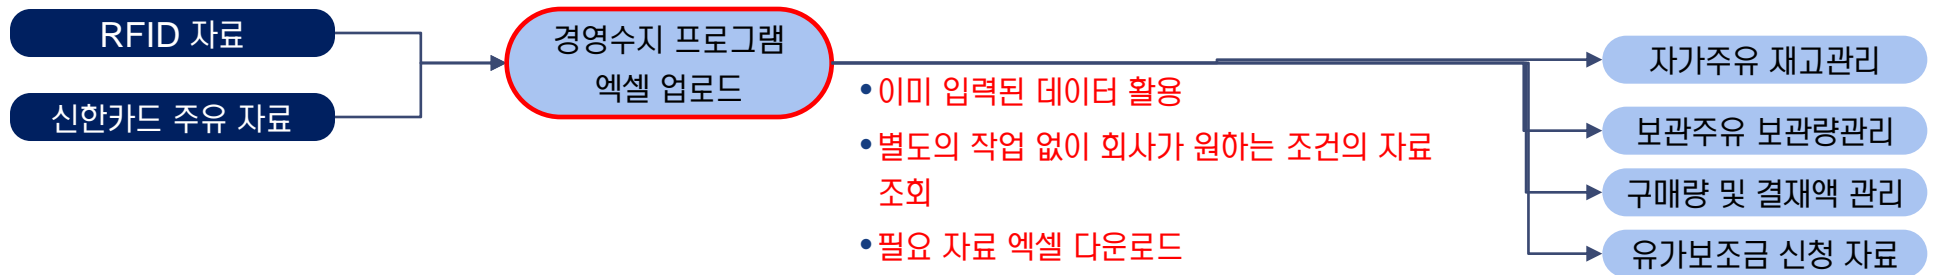 RFID 자료
신한카드 주유 자료
경영수지 프로그램
엑셀 업로드
• 이미 입력된 데이터 활용
• 별도의 작업 없이 회사가 원하는 조건의 자료
조회
• 필요 자료 엑셀 다운로드
자가주유 재고관리
보관주유 보관량관리
구매량 및 결재액 관리
유가보조금 신청 자료